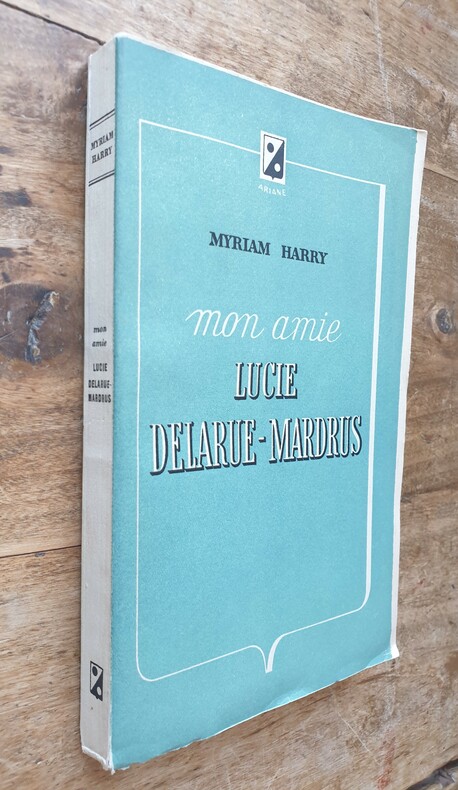 MYRIAM
HARRY
mon
amie
LUCIE
DELARUE-
MARDRUS
ARIANE
MYRIAM HARRY
mon amie
LUCIE
DELARUE-MARDRUS